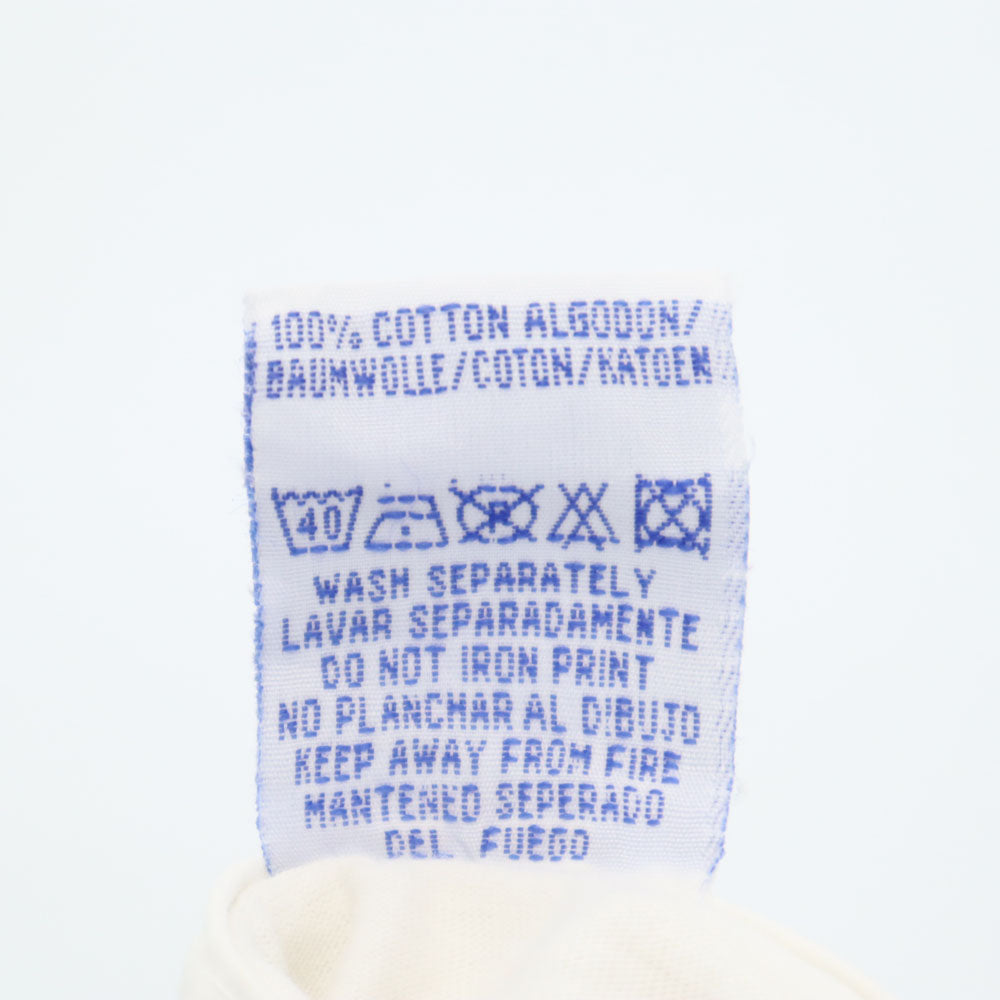 100% COTTON ALGODON/
BAUMWOLLE/COTON/KATOEN
40 P
WASH SEPARATELY
LAVAR SEPARADAMENTE
DO NOT IRON PRINT
NO PLANCHAR AL DIBUJO
KEEP AWAY FROM FIRE
MANTENED SEPERADO
DEL FUEGO